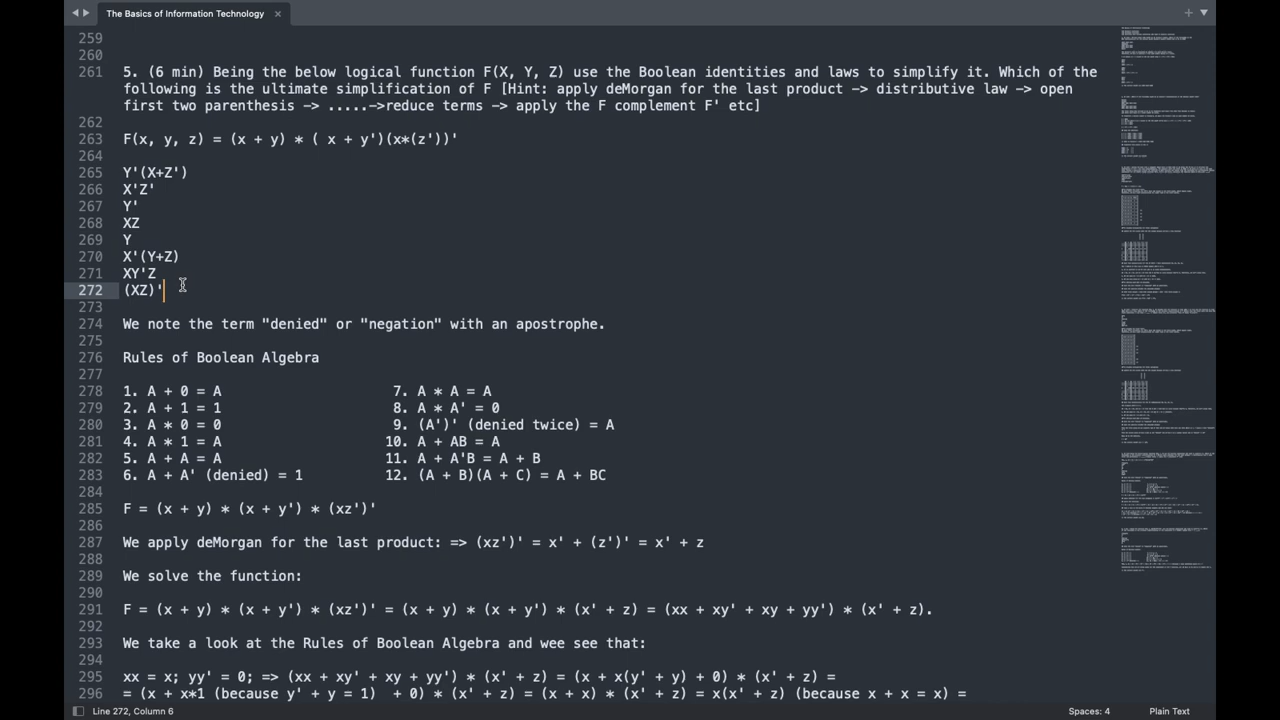 The Basics of Information Technology
259
260
261 5. (6 min) Being the below logical function F(X, Y, Z) use the Boolean identities and laws to simplify it. Which of the
following is the ultimate simplification of F [hint: apply deMorgan for the last product -> distributive law -> open
first two parenthesis -> .....->reduce terms -> apply the F complement F' etc]
262
263 F(x, y, z) = (x + y) * ( x + y')(x*(z')
264
265 Y'(X+Z')
266 X'Z'
267 Y'
268 XZ
269 Y
270 X'(Y+Z)
271 XY'Z
272 (XZ)'
273
274 We note the term "denied" or "negating with an apostrophe.
275
276 Rules of Boolean Algebra
277
278 1. A + 0 = A 7. A * A = A
279 2. A + 1 = 1 8. A * A' = 0
280 3. A * 0 = 0 9. A'' (denied twice) = A
281 4. A * 1 = A 10. A + AB = A
282 5. A + A = A 11. A + A'B = A + B
283 6. A + A' (denied) = 1 12. (A + B)(A + C) = A + BC
284
285 F = (x + y) * (x + y') * (xz')'
286
287 We apply deMorgan for the last product => (xz')' = x' + (z')' = x' + z
288
289 We solve the function:
290
291 F = (x + y) * (x + y') * (xz')' = (x + y) * (x + y') * (x' + z) = (xx + xy' + xy + yy') * (x' + z).
292
293 We take a look at the Rules of Boolean Algebra and wee see that:
294
295 xx = x; yy' = 0; => (xx + xy' + xy + yy') * (x' + z) = (x + x(y' + y) + 0) * (x' + z) =
296 = (x + x*1 (because y' + y = 1)  + 0) * (x' + z) = (x + x) * (x' + z) = x(x' + z) (because x + x = x) =
Line 272, Column 6
Spaces: 4
Plain Text